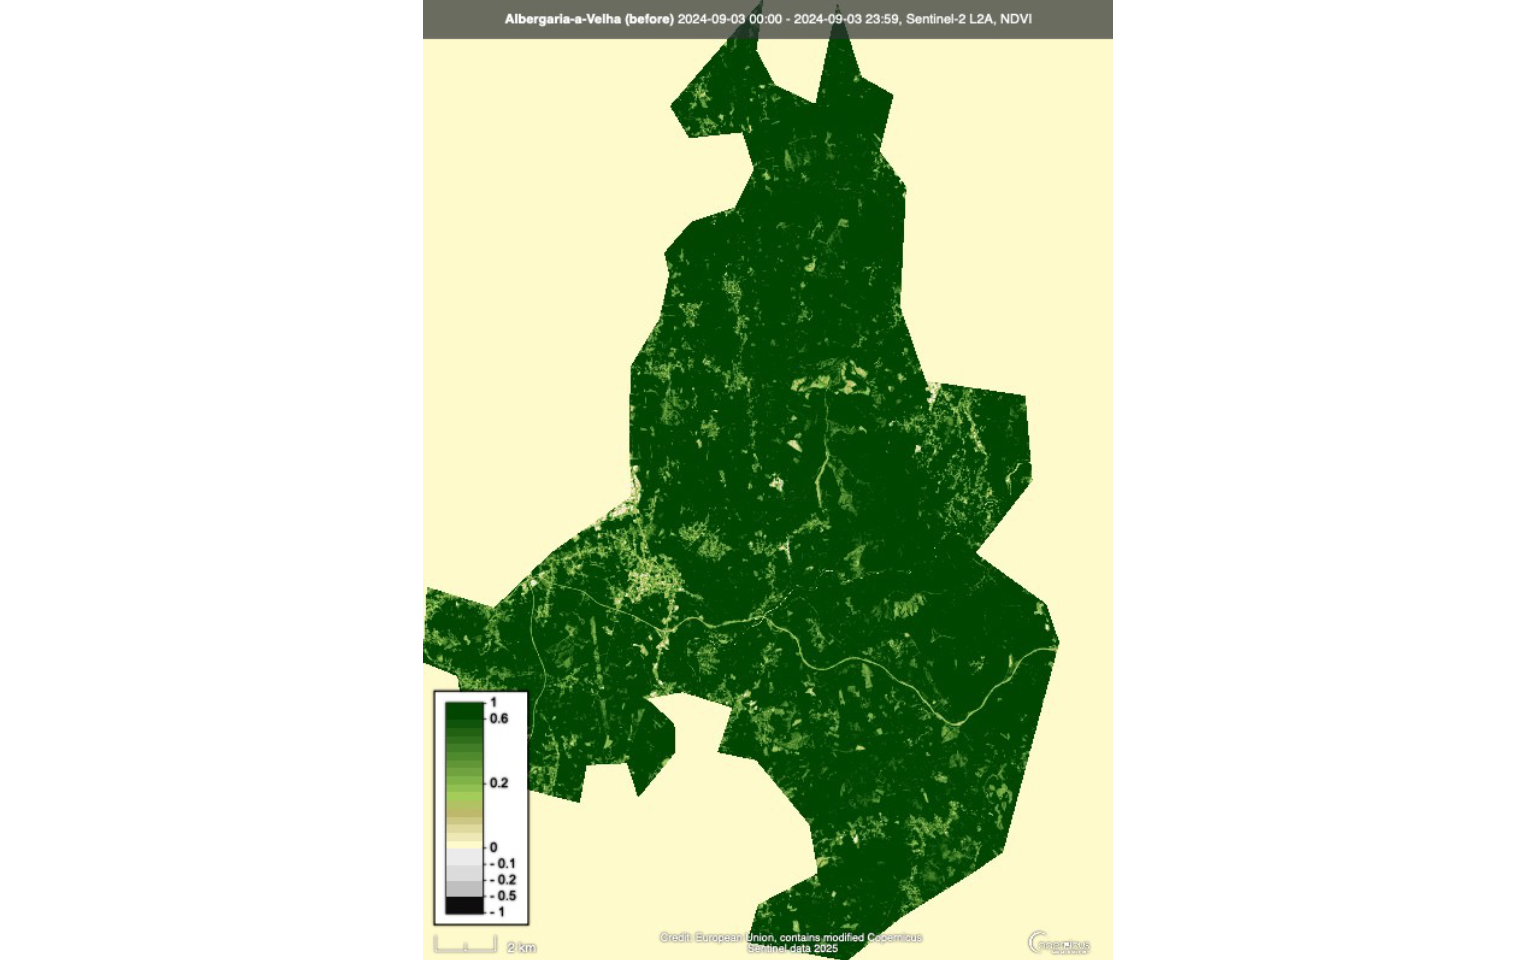 Albergaria-a-Velha (before) 2024-09-03 00:00 - 2024-09-03 23:59, Sentinel-2 L2A, NDVI
1
0.6
0.2
0
- 0.1
- 0.2
- 0.5
- 1
2 km
Credit: European Union, contains modified Copernicus
Sentinel data 2025